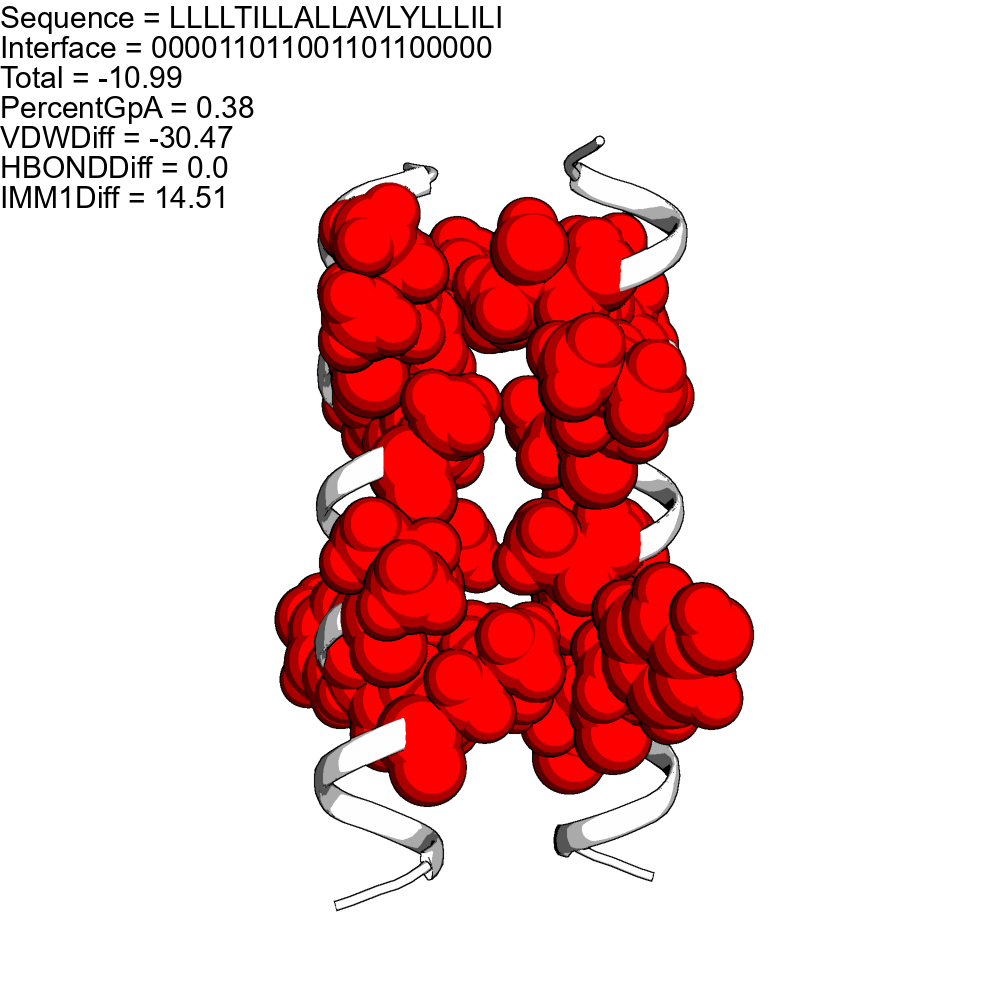 Sequence = LLLLTILLALLAVLYLLLILI
Interface = 000011011001101100000
Total = -10.99
PercentGpA = 0.38
VDWDiff = -30.47
HBONDDiff = 0.0
IMM1Diff = 14.51